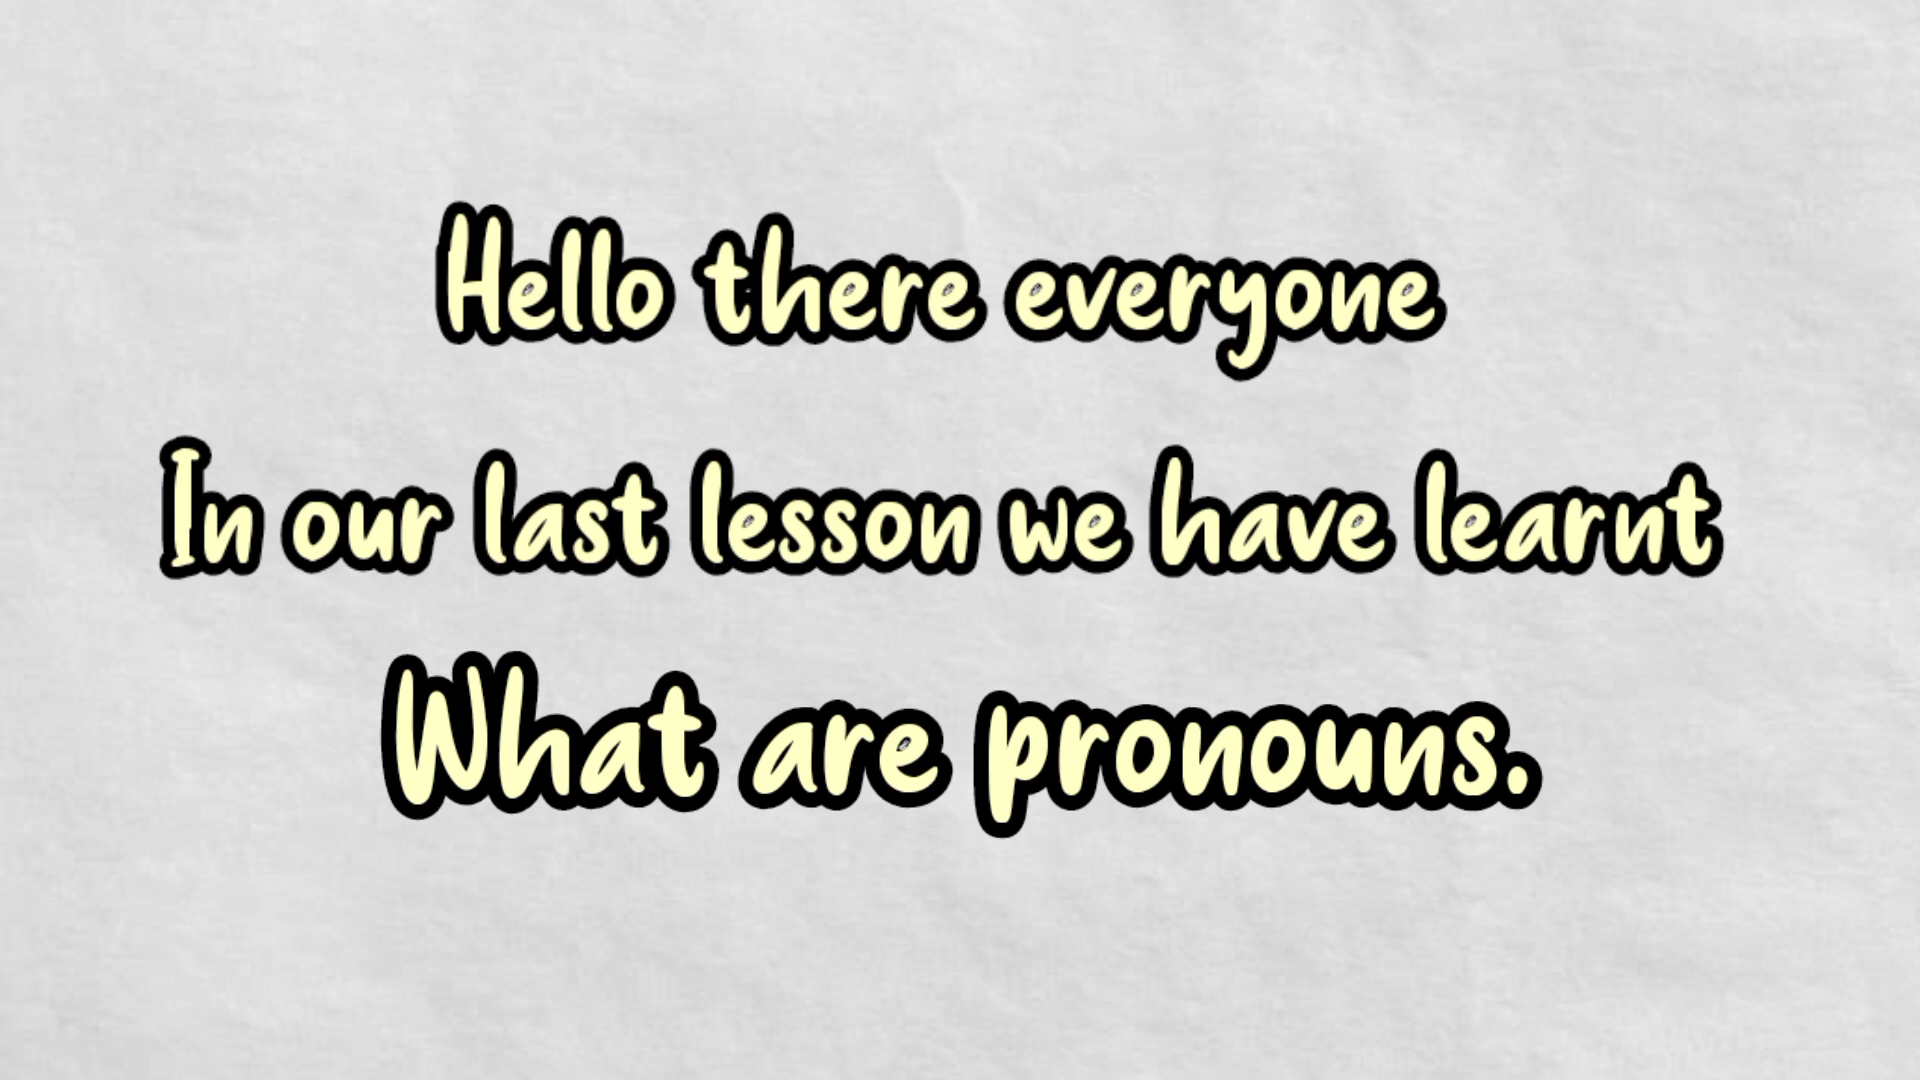 Hello there everyone
In our last lesson we have learnt
What are pronouns.